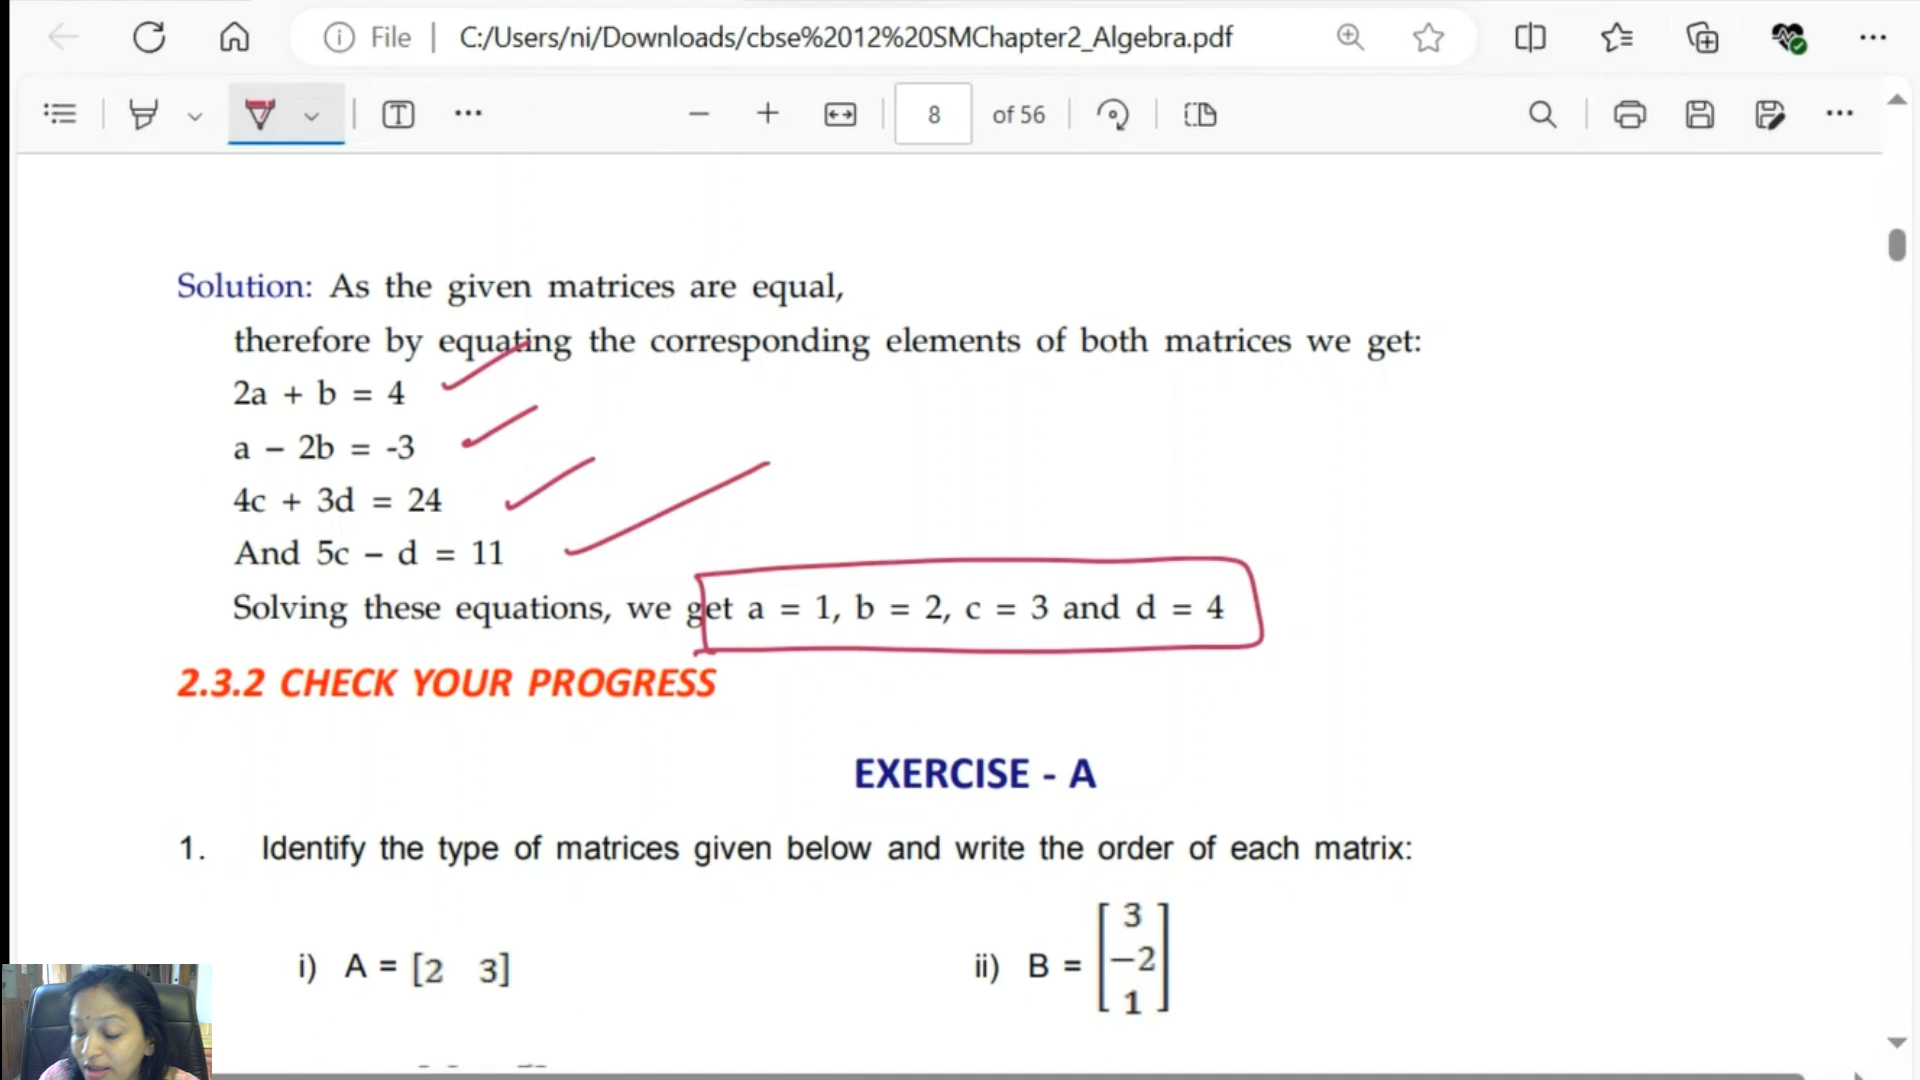 File | C:/Users/ni/Downloads/cbse%2012%20SMChapter2_Algebra.pdf
8 of 56
Solution: As the given matrices are equal,
therefore by equating the corresponding elements of both matrices we get:
2a + b = 4
a − 2b = -3
4c + 3d = 24
And 5c − d = 11
Solving these equations, we get a = 1, b = 2, c = 3 and d = 4
2.3.2 CHECK YOUR PROGRESS
EXERCISE - A
1. Identify the type of matrices given below and write the order of each matrix:
i) A = [2 3]
ii) B = [3
−2
1]